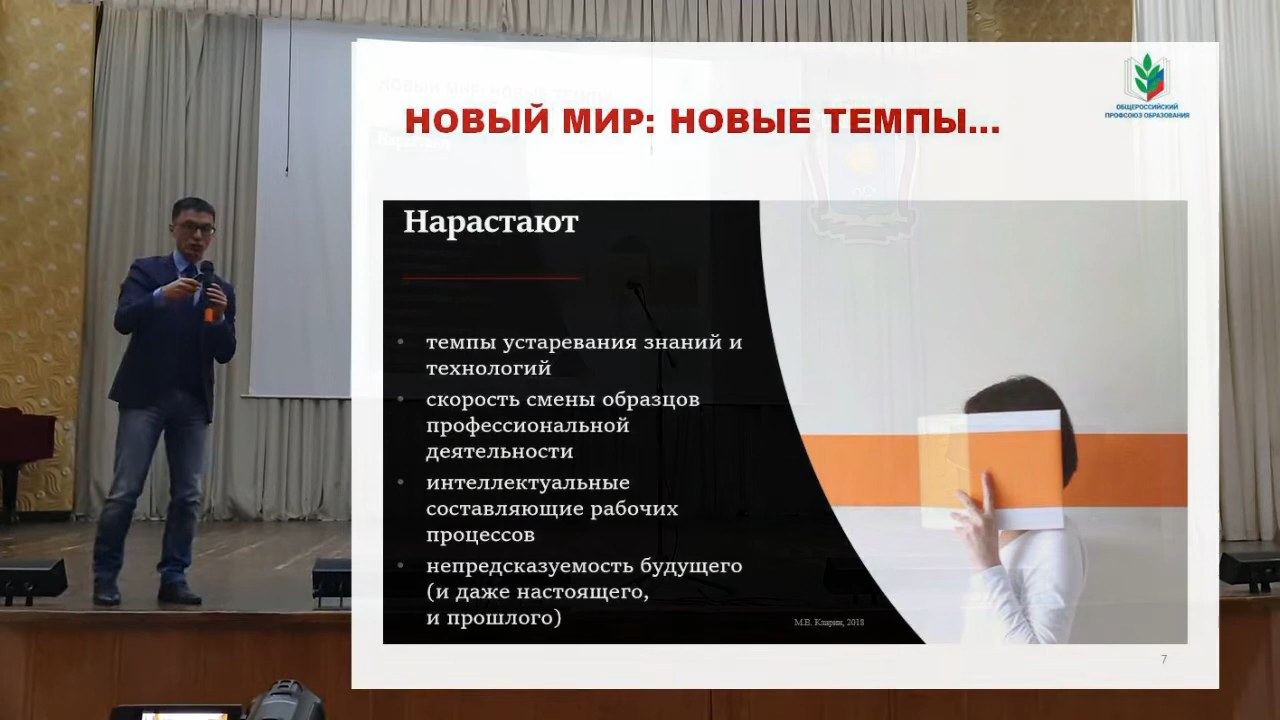 ОБЩЕРОССИЙСКИЙ
ПРОФСОЮЗ ОБРАЗОВАНИЯ
НОВЫЙ МИР: НОВЫЕ ТЕМПЫ...
Нарастают
• темпы устаревания знаний и
технологий
• скорость смены образцов
профессиональной
деятельности
• интеллектуальные
составляющие рабочих
процессов
• непредсказуемость будущего
(и даже настоящего,
и прошлого)
М.В. Кларин, 2018
7